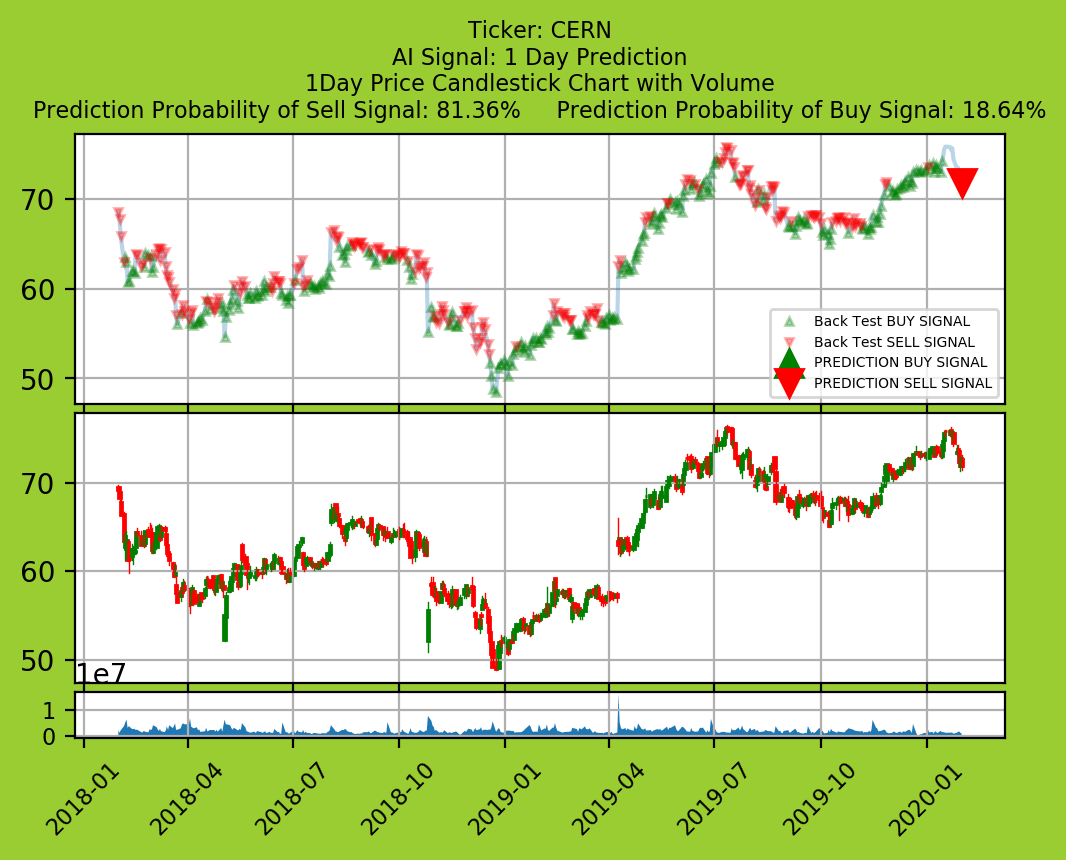 Ticker: CERN
AI Signal: 1 Day Prediction
1Day Price Candlestick Chart with Volume
Prediction Probability of Sell Signal: 81.36%     Prediction Probability of Buy Signal: 18.64%
70
60
50
Back Test BUY SIGNAL
Back Test SELL SIGNAL
PREDICTION BUY SIGNAL
PREDICTION SELL SIGNAL
70
60
50
1e7
1
0
2018-01 2018-04 2018-07 2018-10 2019-01 2019-04 2019-07 2019-10 2020-01